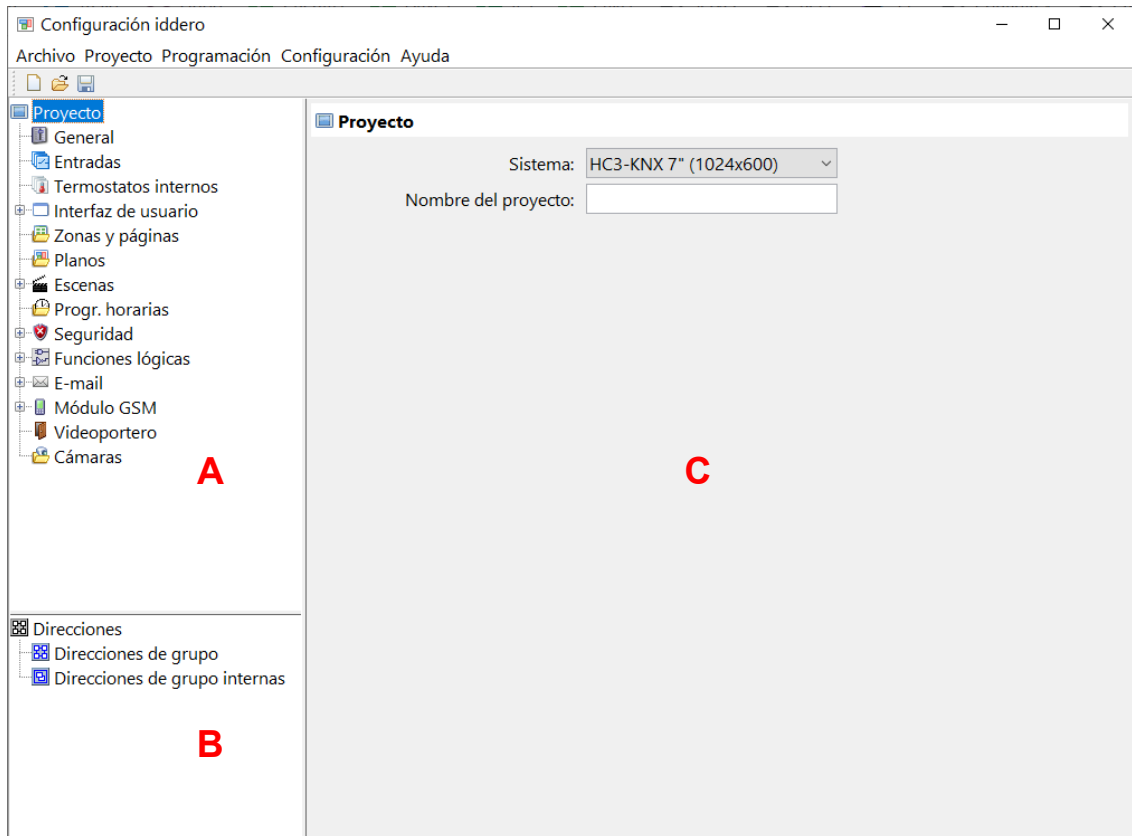 Configuración iddero
Archivo Proyecto Programación Configuración Ayuda
Proyecto
General
Entradas
Termostatos internos
Interfaz de usuario
Zonas y páginas
Planos
Escenas
Progr. horarias
Seguridad
Funciones lógicas
E-mail
Módulo GSM
Videoportero
Cámaras
A
Direcciones
Direcciones de grupo
Direcciones de grupo internas
B
Proyecto
Sistema: HC3-KNX 7" (1024x600)
Nombre del proyecto:
C